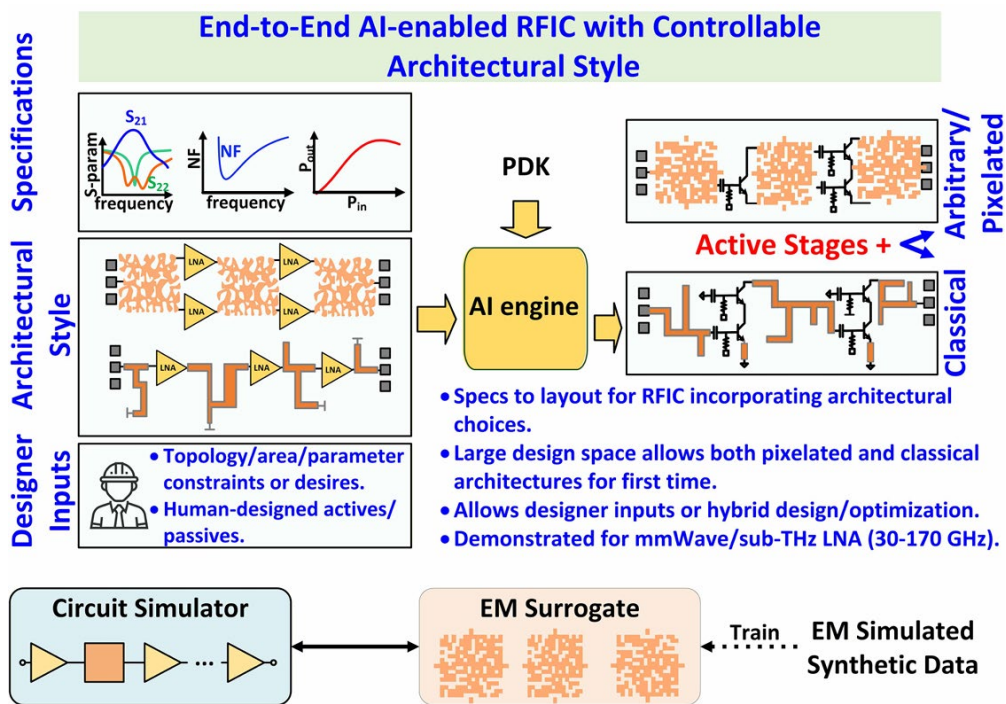 End-to-End AI-enabled RFIC with Controllable
Architectural Style
Specifications
S-param
S21
S22
frequency
NF
NF
frequency
Pout
Pin
PDK
Arbitrary/
Pixelated
Architectural
Style
LNA
LNA
LNA
LNA
LNA
LNA
LNA
AI engine
Active Stages +
Classical
Designer
Inputs
• Topology/area/parameter
constraints or desires.
• Human-designed actives/
passives.
• Specs to layout for RFIC incorporating architectural
choices.
• Large design space allows both pixelated and classical
architectures for first time.
• Allows designer inputs or hybrid design/optimization.
• Demonstrated for mmWave/sub-THz LNA (30-170 GHz).
Circuit Simulator
...
EM Surrogate
Train
EM Simulated
Synthetic Data